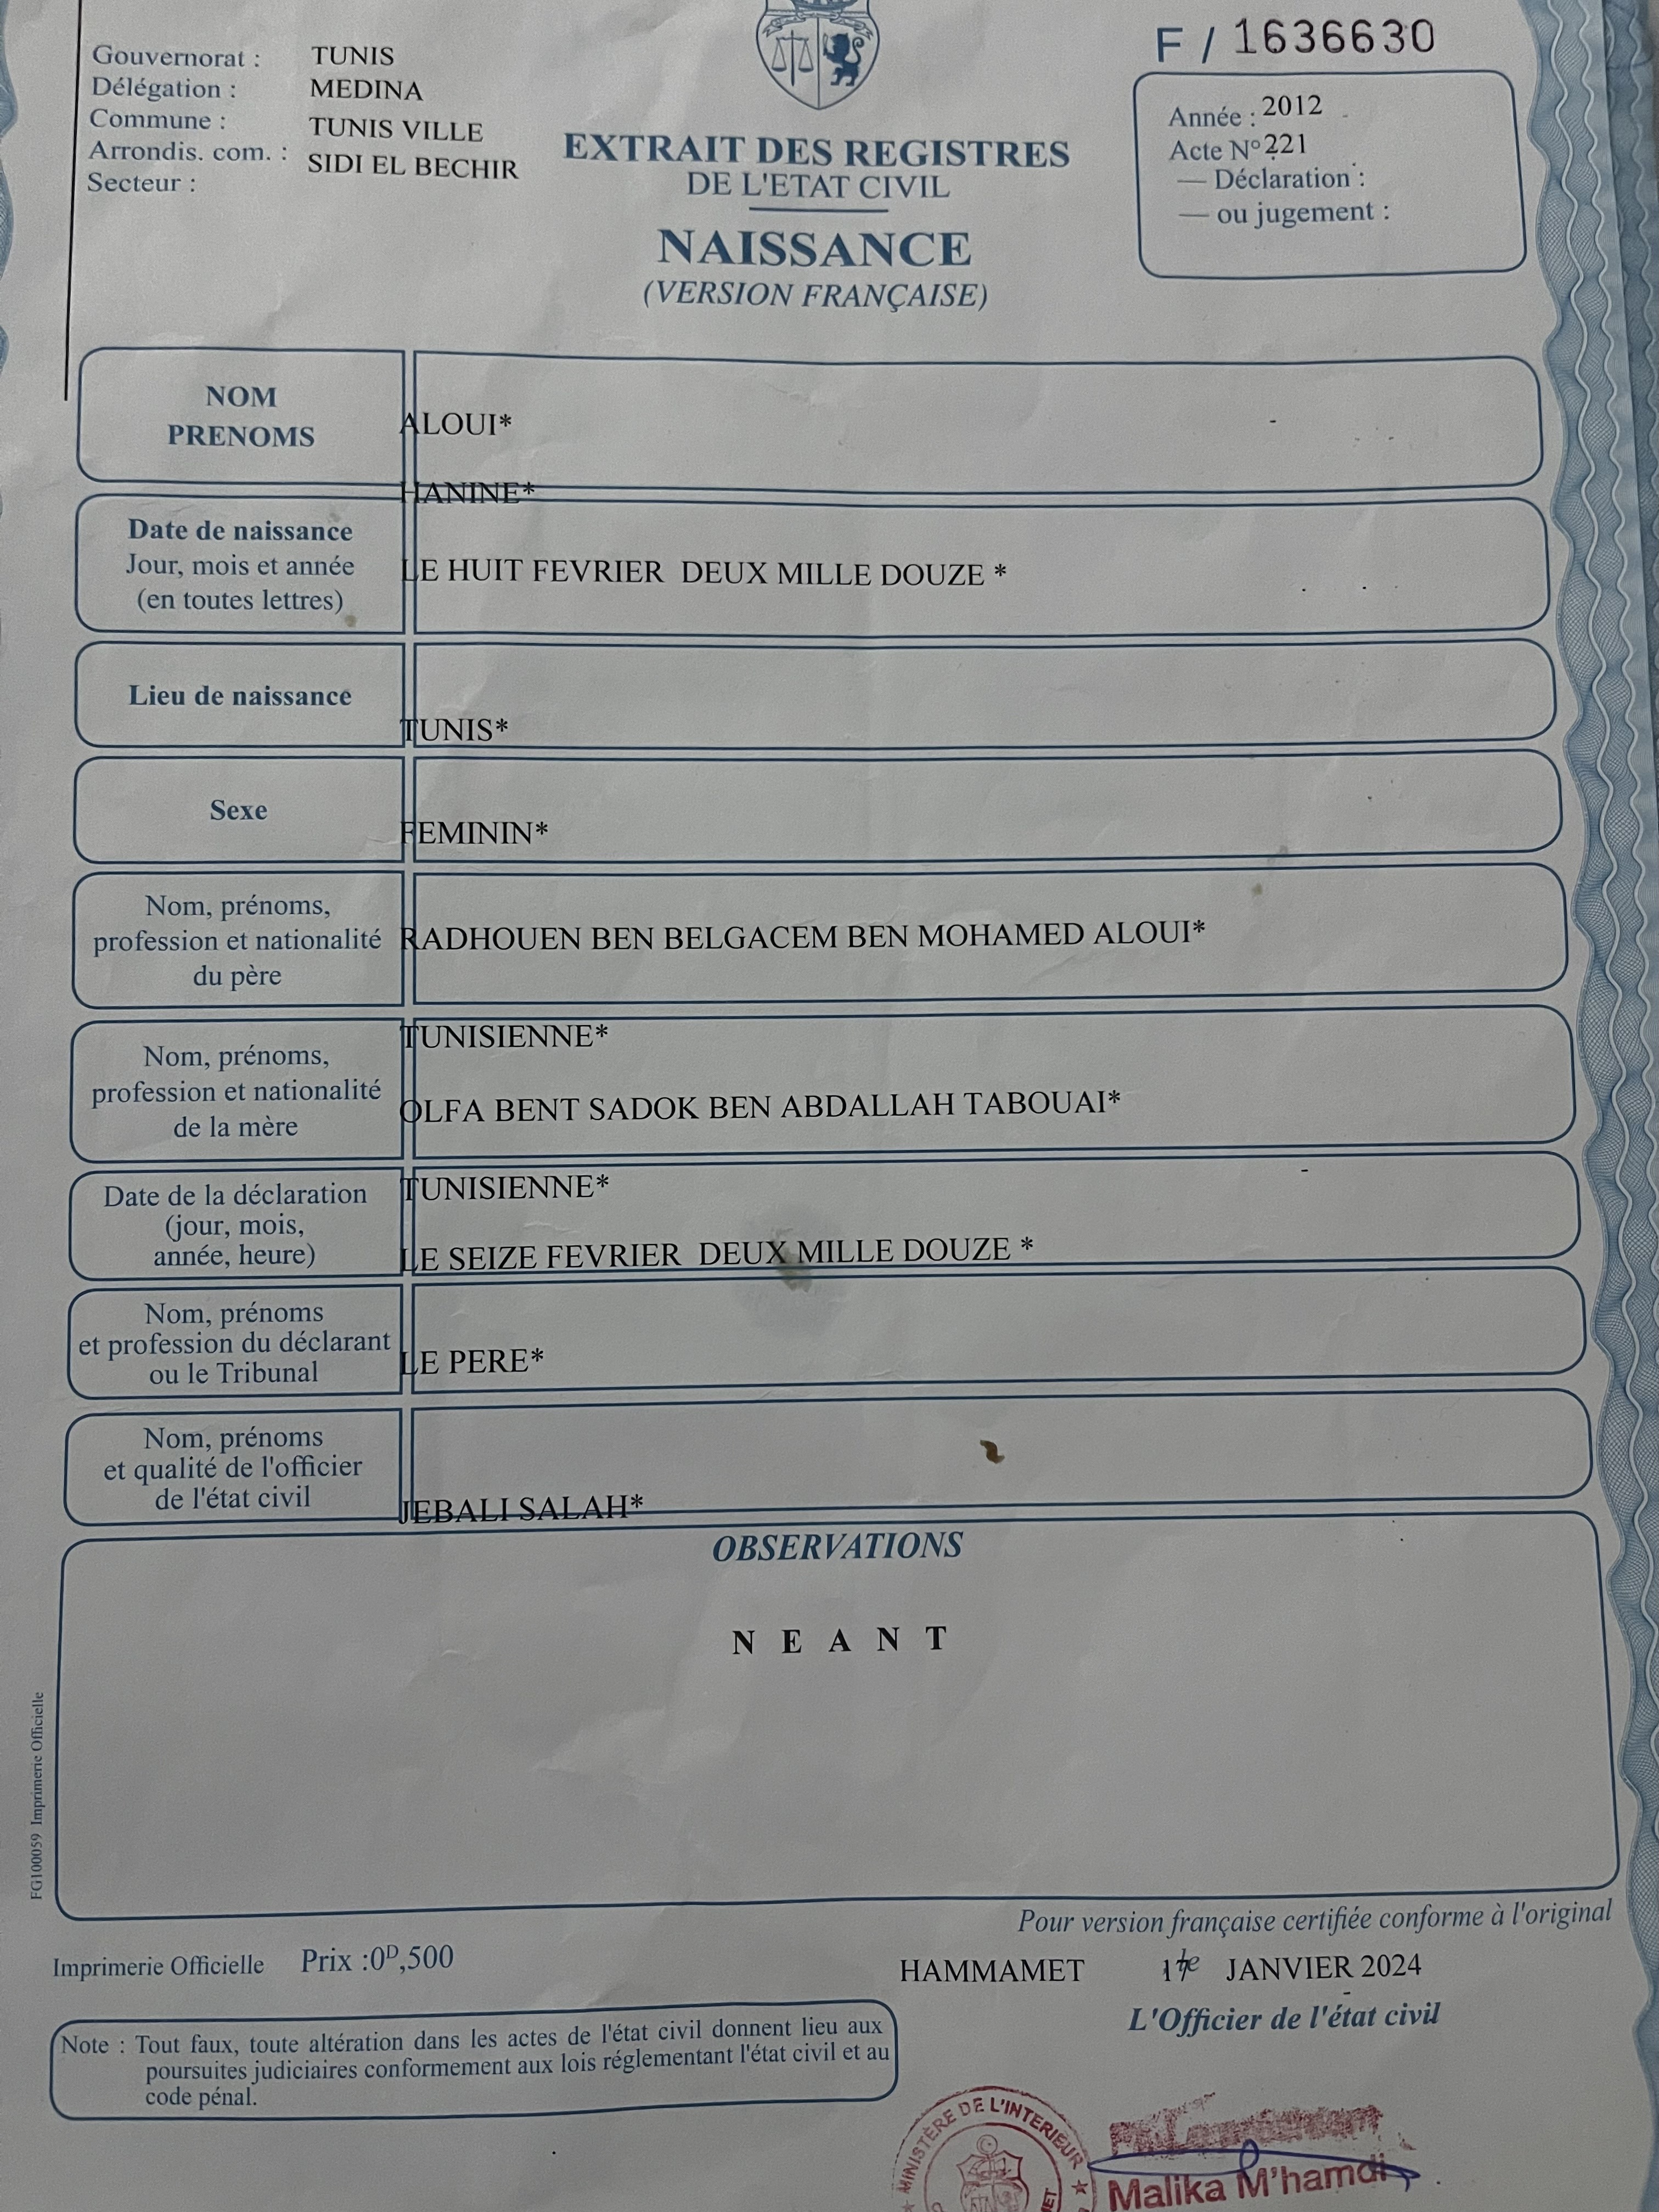 Gouvernorat : TUNIS
Délégation : MEDINA
Commune : TUNIS VILLE
Arrondis. com. : SIDI EL BECHIR
Secteur :
EXTRAIT DES REGISTRES
DE L'ETAT CIVIL
NAISSANCE
(VERSION FRANÇAISE)
F / 1636630
Année : 2012
Acte N° 221
— Déclaration :
— ou jugement :
NOM
PRENOMS
ALOUI*
HANINE*
Date de naissance
Jour, mois et année
(en toutes lettres)
LE HUIT FEVRIER DEUX MILLE DOUZE *
Lieu de naissance
TUNIS*
Sexe
FEMININ*
Nom, prénoms,
profession et nationalité
du père
RADHOUEN BEN BELGACEM BEN MOHAMED ALOUI*
TUNISIENNE*
Nom, prénoms,
profession et nationalité
de la mère
OLFA BENT SADOK BEN ABDALLAH TABOUAI*
TUNISIENNE*
Date de la déclaration
(jour, mois,
année, heure)
LE SEIZE FEVRIER DEUX MILLE DOUZE *
Nom, prénoms
et profession du déclarant
ou le Tribunal
LE PERE*
Nom, prénoms
et qualité de l'officier
de l'état civil
JEBALI SALAH*
OBSERVATIONS
N E A N T
FG100059 Imprimerie Officielle
Pour version française certifiée conforme à l'original
Imprimerie Officielle Prix :0D,500
HAMMAMET JANVIER 2024
L'Officier de l'état civil
Note : Tout faux, toute altération dans les actes de l'état civil donnent lieu aux
poursuites judiciaires conformement aux lois réglementant l'état civil et au
code pénal.
MINISTÈRE DE L'INTERIEUR
Malika M'hamdi